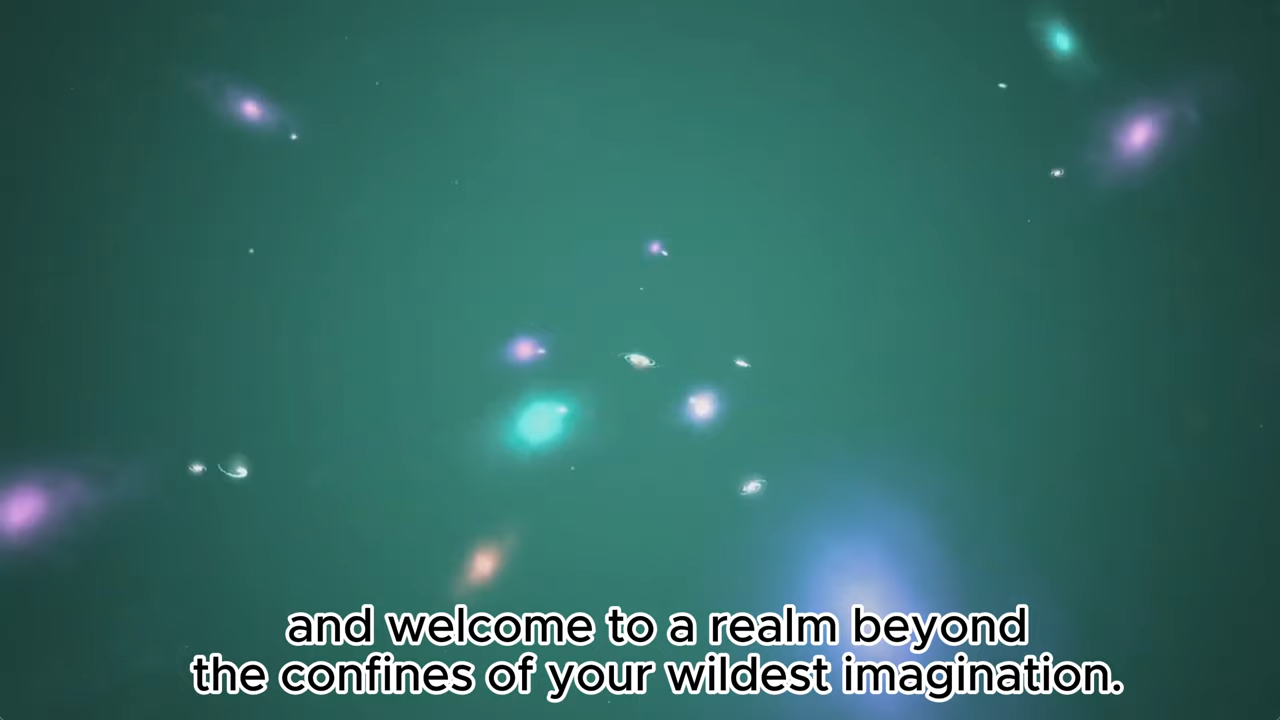 and welcome to a realm beyond
the confines of your wildest imagination.